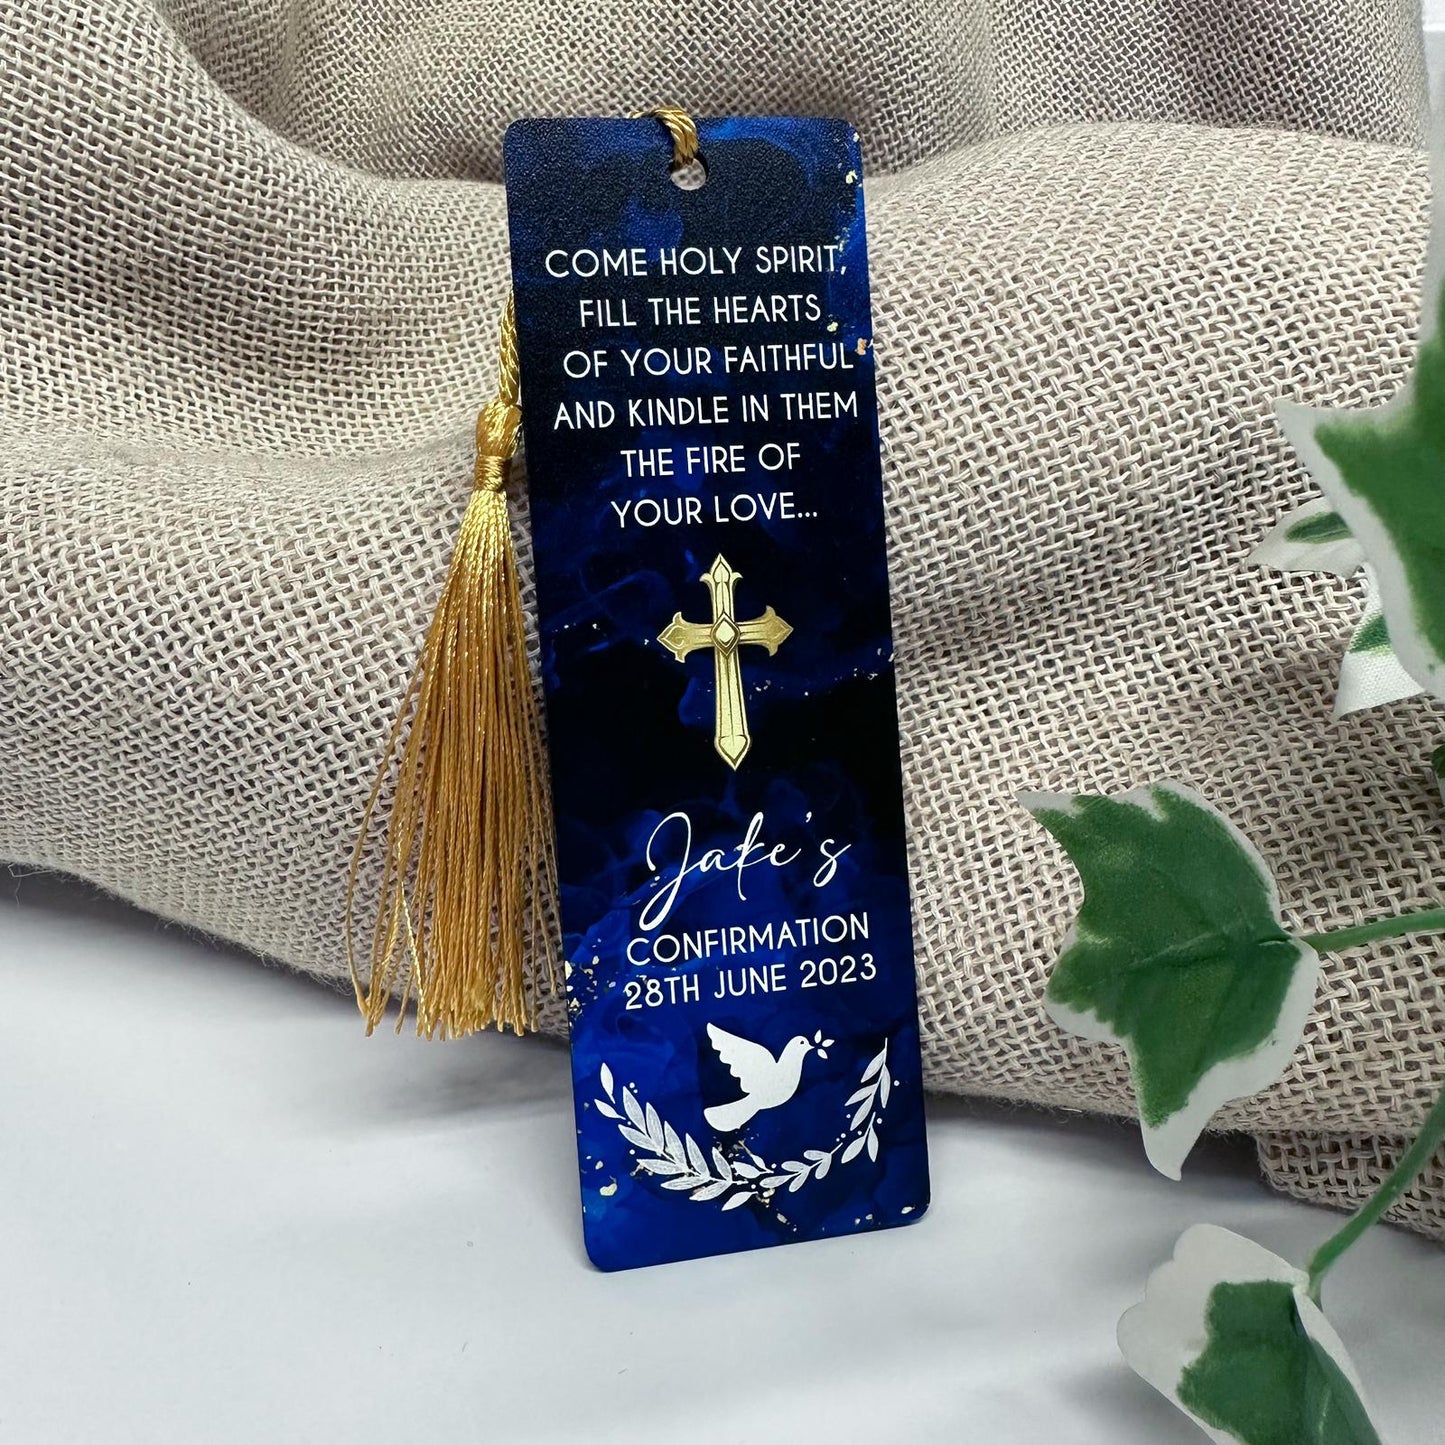 COME HOLY SPIRIT,
FILL THE HEARTS
OF YOUR FAITHFUL
AND KINDLE IN THEM
THE FIRE OF
YOUR LOVE...
Jake's
CONFIRMATION
28TH JUNE 2023